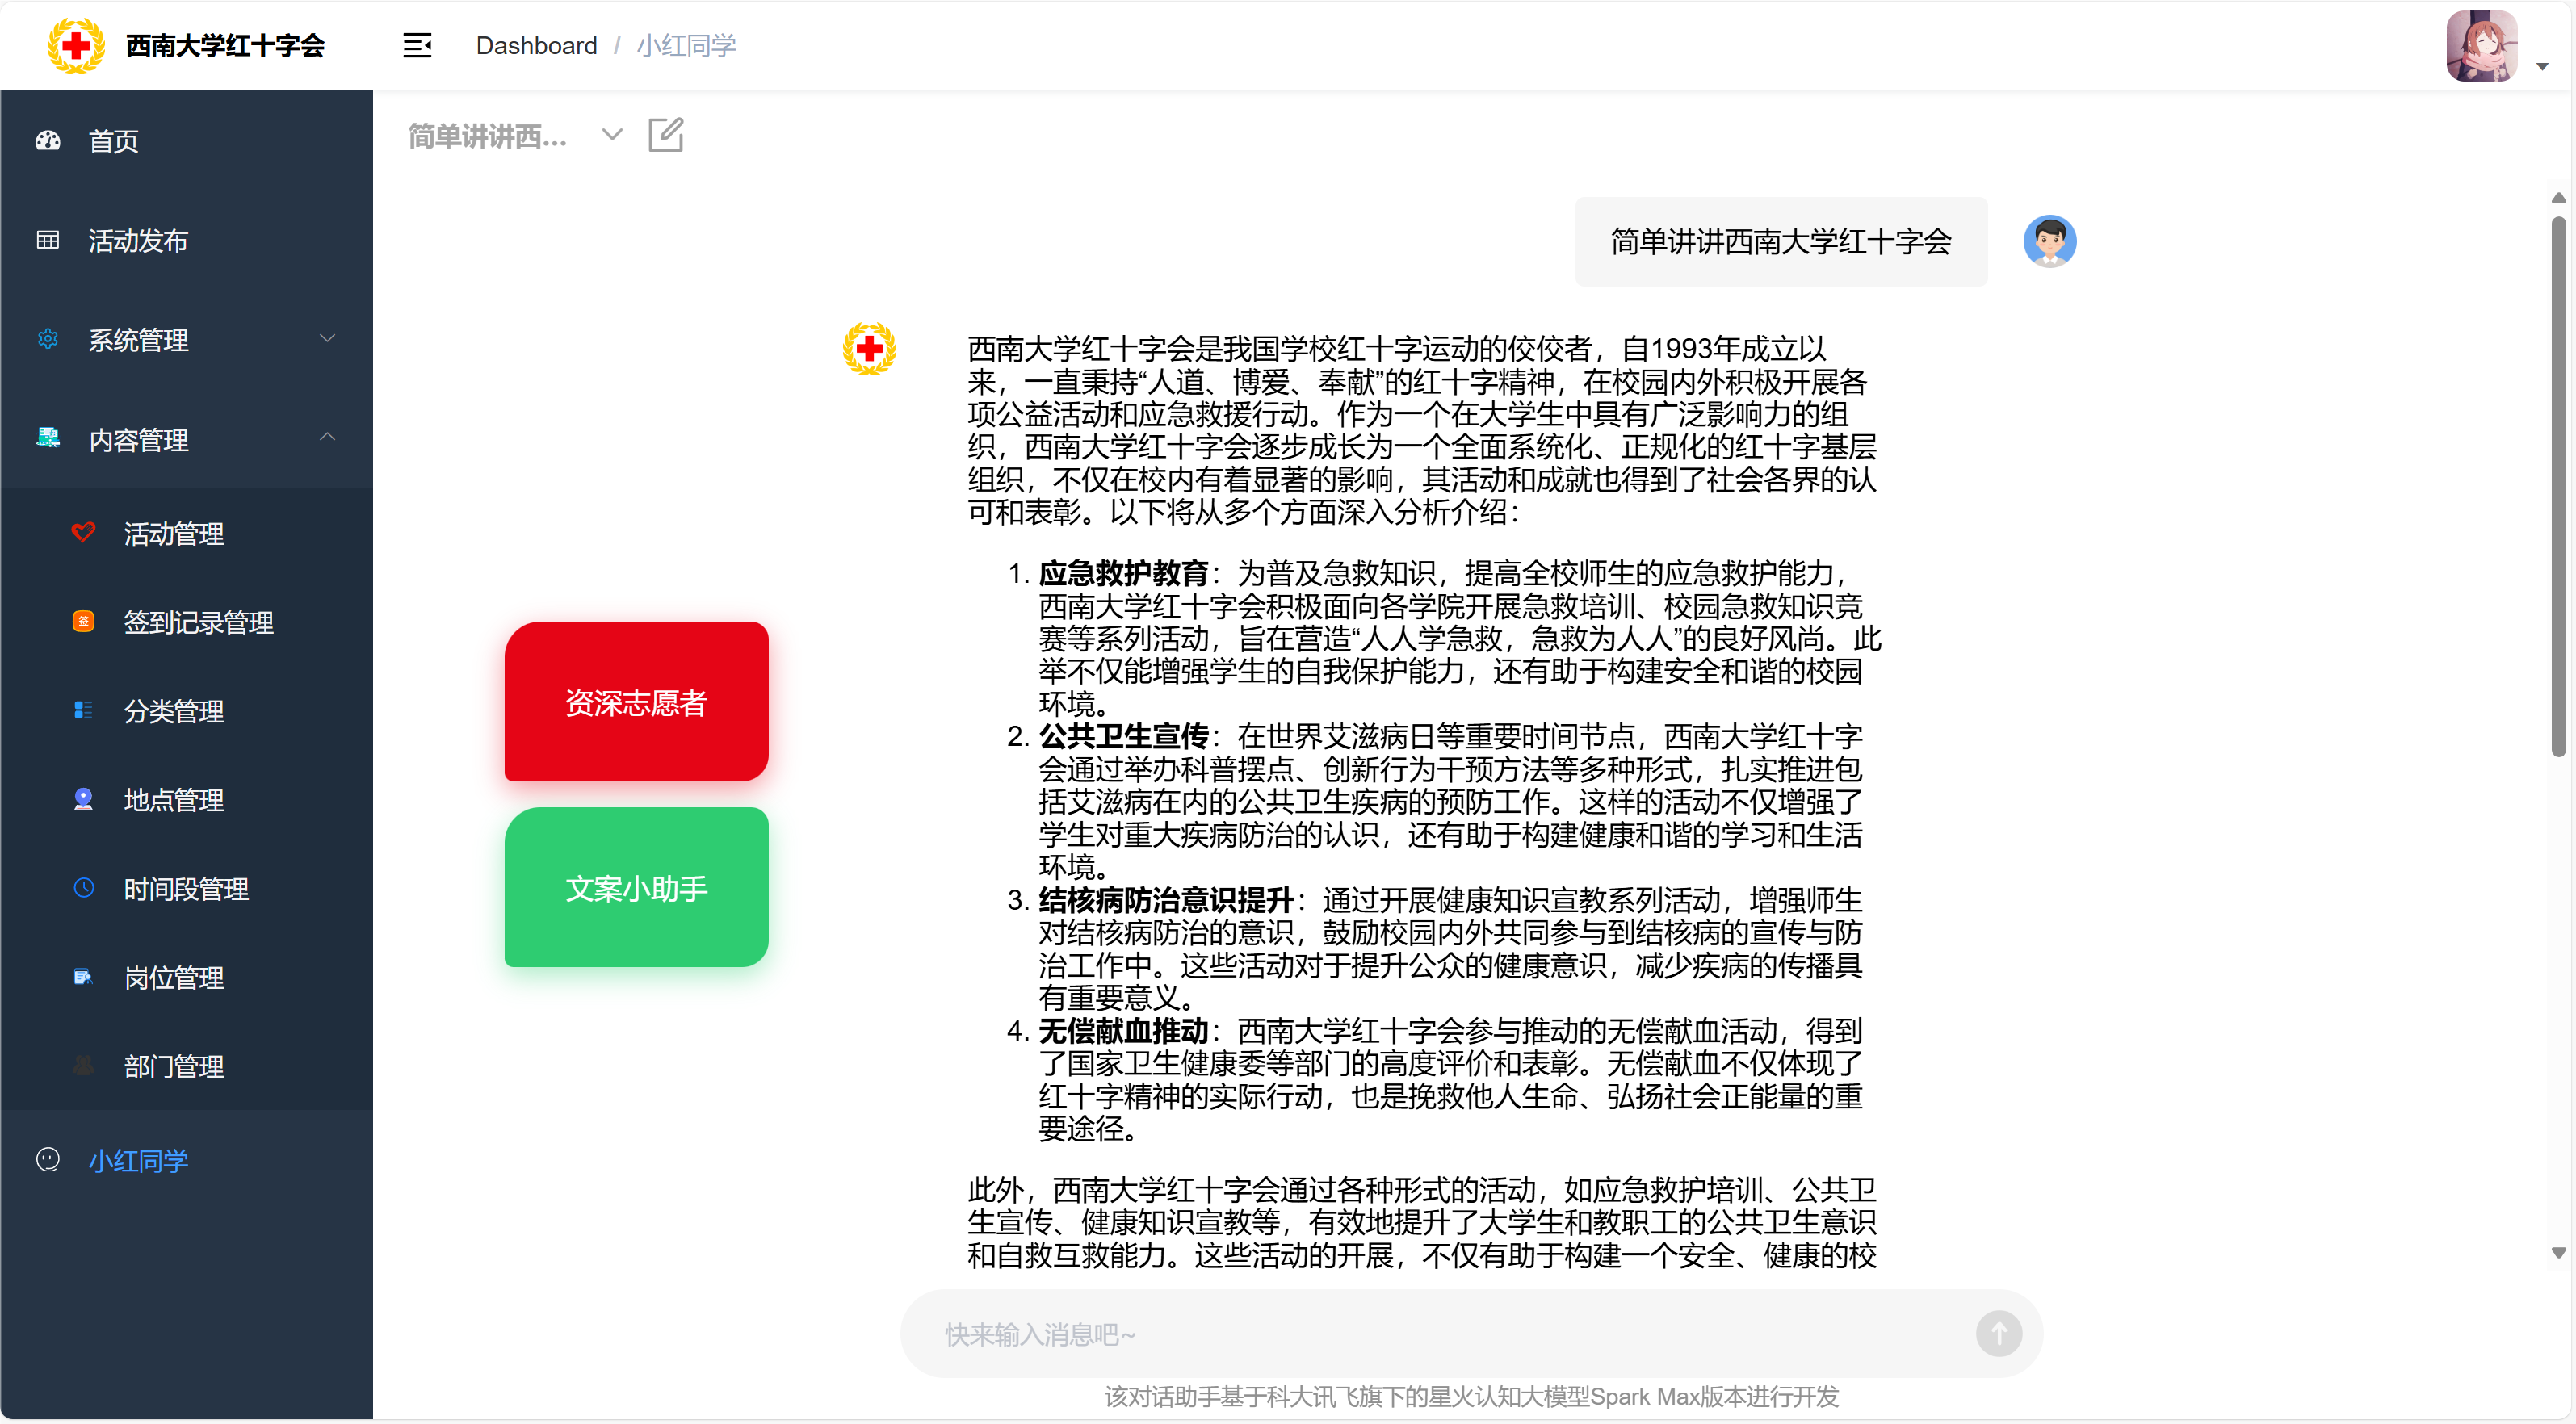 西南大学红十字会
Dashboard / 小红同学
首页
活动发布
系统管理
内容管理
活动管理
签
签到记录管理
分类管理
地点管理
时间段管理
岗位管理
部门管理
小红同学
简单讲讲西...
资深志愿者
文案小助手
简单讲讲西南大学红十字会
西南大学红十字会是我国学校红十字运动的佼佼者，自1993年成立以
来，一直秉持“人道、博爱、奉献”的红十字精神，在校园内外积极开展各
项公益活动和应急救援行动。作为一个在大学生中具有广泛影响力的组
织，西南大学红十字会逐步成长为一个全面系统化、正规化的红十字基层
组织，不仅在校内有着显著的影响，其活动和成就也得到了社会各界的认
可和表彰。以下将从多个方面深入分析介绍：
1. 应急救护教育：为普及急救知识，提高全校师生的应急救护能力，
西南大学红十字会积极面向各学院开展急救培训、校园急救知识竞
赛等系列活动，旨在营造“人人学急救，急救为人人”的良好风尚。此
举不仅能增强学生的自我保护能力，还有助于构建安全和谐的校园
环境。
2. 公共卫生宣传：在世界艾滋病日等重要时间节点，西南大学红十字
会通过举办科普摆点、创新行为干预方法等多种形式，扎实推进包
括艾滋病在内的公共卫生疾病的预防工作。这样的活动不仅增强了
学生对重大疾病防治的认识，还有助于构建健康和谐的学习和生活
环境。
3. 结核病防治意识提升：通过开展健康知识宣教系列活动，增强师生
对结核病防治的意识，鼓励校园内外共同参与到结核病的宣传与防
治工作中。这些活动对于提升公众的健康意识，减少疾病的传播具
有重要意义。
4. 无偿献血推动：西南大学红十字会参与推动的无偿献血活动，得到
了国家卫生健康委等部门的高度评价和表彰。无偿献血不仅体现了
红十字精神的实际行动，也是挽救他人生命、弘扬社会正能量的重
要途径。
此外，西南大学红十字会通过各种形式的活动，如应急救护培训、公共卫
生宣传、健康知识宣教等，有效地提升了大学生和教职工的公共卫生意识
和自救互救能力。这些活动的开展，不仅有助于构建一个安全、健康的校
快来输入消息吧~
该对话助手基于科大讯飞旗下的星火认知大模型Spark Max版本进行开发